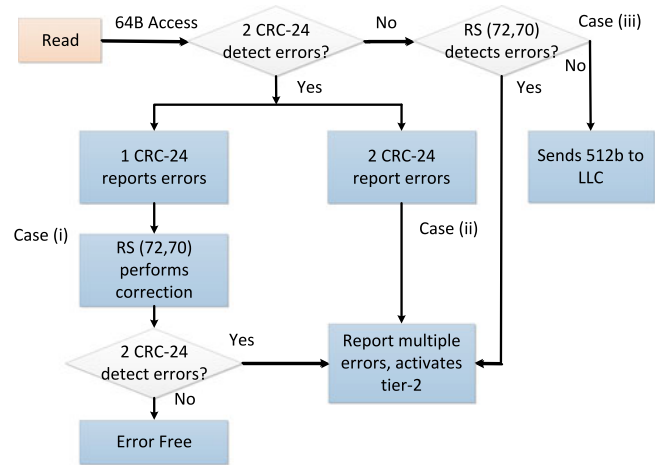 Read
64B Access
2 CRC-24
detect errors?
No
RS (72,70)
detects errors?
Case (iii)
No
Yes
Yes
1 CRC-24
reports errors
2 CRC-24
report errors
Sends 512b to
LLC
Case (i)
RS (72,70)
performs
correction
Case (ii)
2 CRC-24
detect errors?
Yes
No
Report multiple
errors, activates
tier-2
Error Free